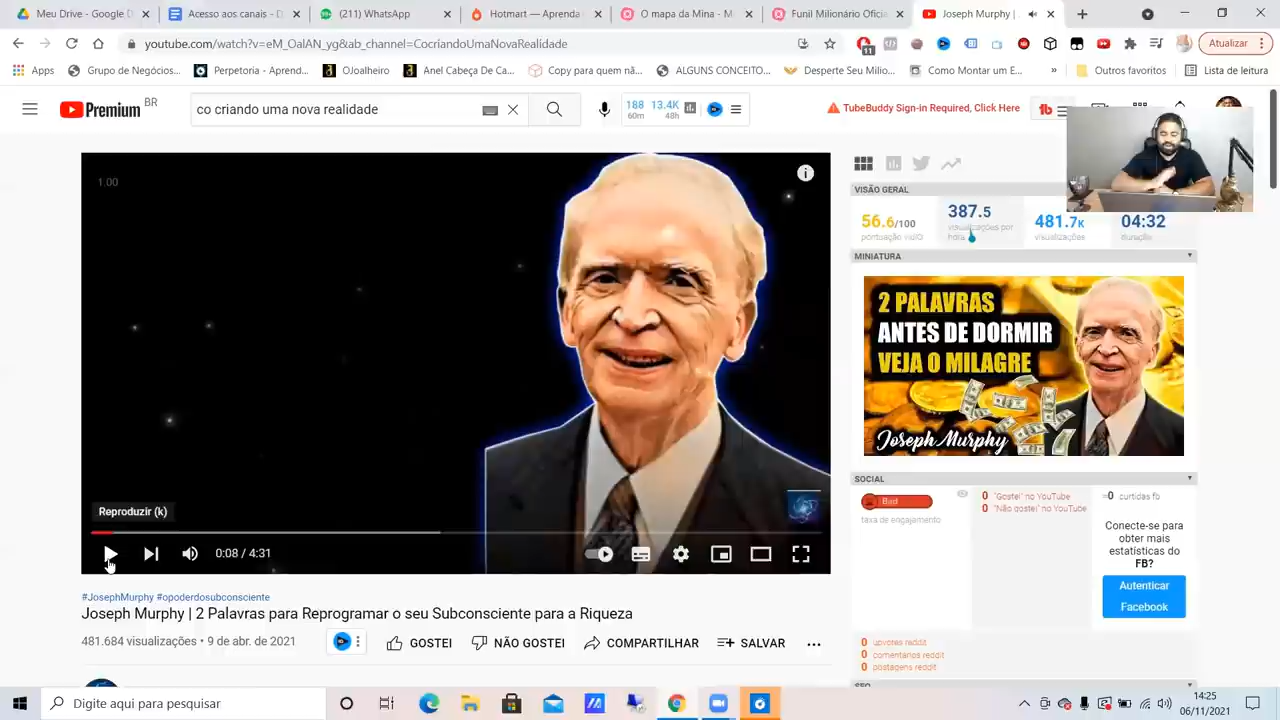 Meu D
Acesso aos canais - D
(11) WhatsApp
Hotmart — Aprenda
O mapa da Mina -
Funil Milionário Oficia
Joseph Murphy |
youtube.com/watch?v=eM_OaIAN_yg&ab_channel=CocriandoUmaNovaRealidade
11
Atualizar
Apps
Grupo de Negócios...
Perpetoria - Aprend...
OJoalheiro
Anel Cabeça De Ca...
Copy para quem nã...
ALGUNS CONCEITO...
Desperte Seu Milio...
Como Montar um E...
»
Outros favoritos
Lista de leitura
Premium
BR
co criando uma nova realidade
188
60m
13.4K
48h
TubeBuddy Sign-in Required, Click Here
tb
1.00
Reproduzir (k)
0:08 / 4:31
#JosephMurphy #opoderdosubconsciente
Joseph Murphy | 2 Palavras para Reprogramar o seu Subconsciente para a Riqueza
481.684 visualizações • 9 de abr. de 2021
GOSTEI
NÃO GOSTEI
COMPARTILHAR
SALVAR
VISÃO GERAL
56.6/100
pontuação vidIQ
387.5
visualizações por
hora
481.7K
visualizações
04:32
duração
MINIATURA
2 PALAVRAS
ANTES DE DORMIR
VEJA O MILAGRE
Joseph Murphy
SOCIAL
Bad
taxa de engajamento
0 "Gostei" no YouTube
0 "Não gostei" no YouTube
0 curtidas fb
Conecte-se para
obter mais
estatísticas do
FB?
Autenticar
Facebook
0 upvotes reddit
0 comentários reddit
0 postagens reddit
SEO
Digite aqui para pesquisar
14:25
06/11/2021